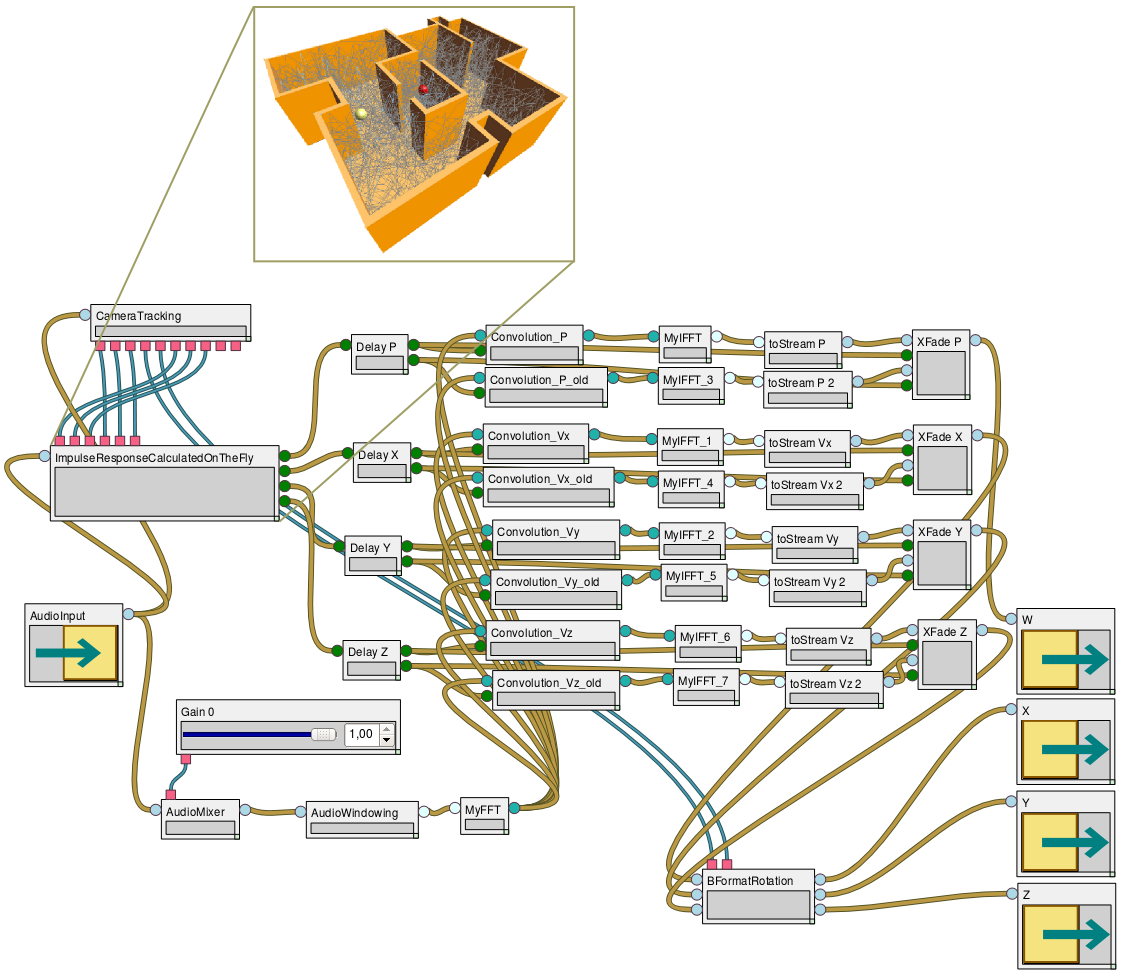 CameraTracking
ImpulseResponseCalculatedOnTheFly
AudioInput
Gain 0
1,00
AudioMixer
AudioWindowing
MyFFT
Delay P
Delay X
Delay Y
Delay Z
Convolution_P
MyIFFT
toStream P
XFade P
Convolution_P_old
MyIFFT_3
toStream P 2
Convolution_Vx
MyIFFT_1
toStream Vx
XFade X
Convolution_Vx_old
MyIFFT_4
toStream Vx 2
Convolution_Vy
MyIFFT_2
toStream Vy
XFade Y
Convolution_Vy_old
MyIFFT_5
toStream Vy 2
Convolution_Vz
MyIFFT_6
toStream Vz
XFade Z
Convolution_Vz_old
MyIFFT_7
toStream Vz 2
BFormatRotation
W
X
Y
Z